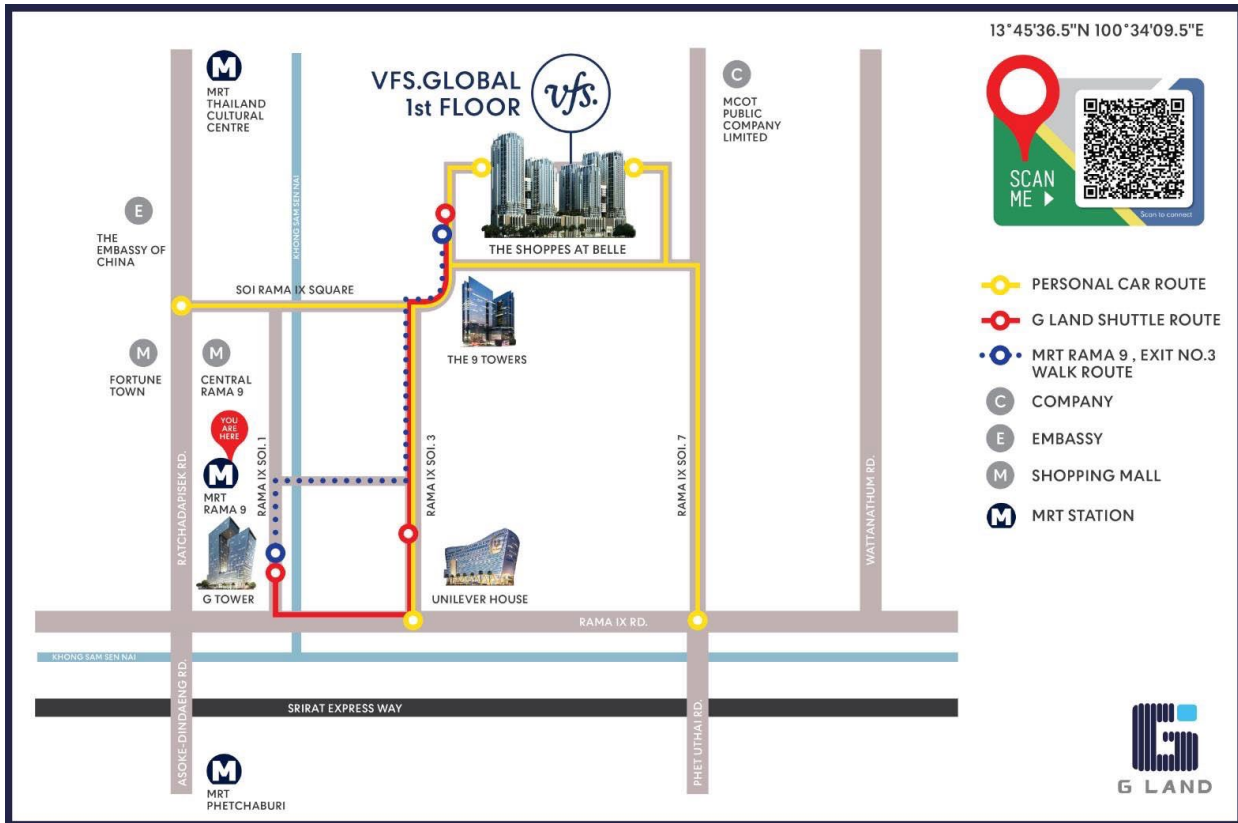 13°45'36.5"N 100°34'09.5"E
MRT
THAILAND
CULTURAL
CENTRE
VFS.GLOBAL
1st FLOOR
vfs.
C
MCOT
PUBLIC
COMPANY
LIMITED
SCAN
ME
Scan to connect
KHONG SAM SEN NAI
E
THE
EMBASSY OF
CHINA
THE SHOPPES AT BELLE
SOI RAMA IX SQUARE
THE 9 TOWERS
M
FORTUNE
TOWN
M
CENTRAL
RAMA 9
YOU
ARE
HERE
M
MRT
RAMA 9
RATCHADAPISEK RD.
RAMA IX SOI. 1
RAMA IX SOI. 3
RAMA IX SOI. 7
WATTANATHUM RD.
G TOWER
UNILEVER HOUSE
RAMA IX RD.
KHONG SAM SEN NAI
SRIRAT EXPRESS WAY
ASOKE-DINDAENG RD.
PHET UTHAI RD.
M
MRT
PHETCHABURI
PERSONAL CAR ROUTE
G LAND SHUTTLE ROUTE
MRT RAMA 9 , EXIT NO.3
WALK ROUTE
C COMPANY
E EMBASSY
M SHOPPING MALL
M MRT STATION
G LAND